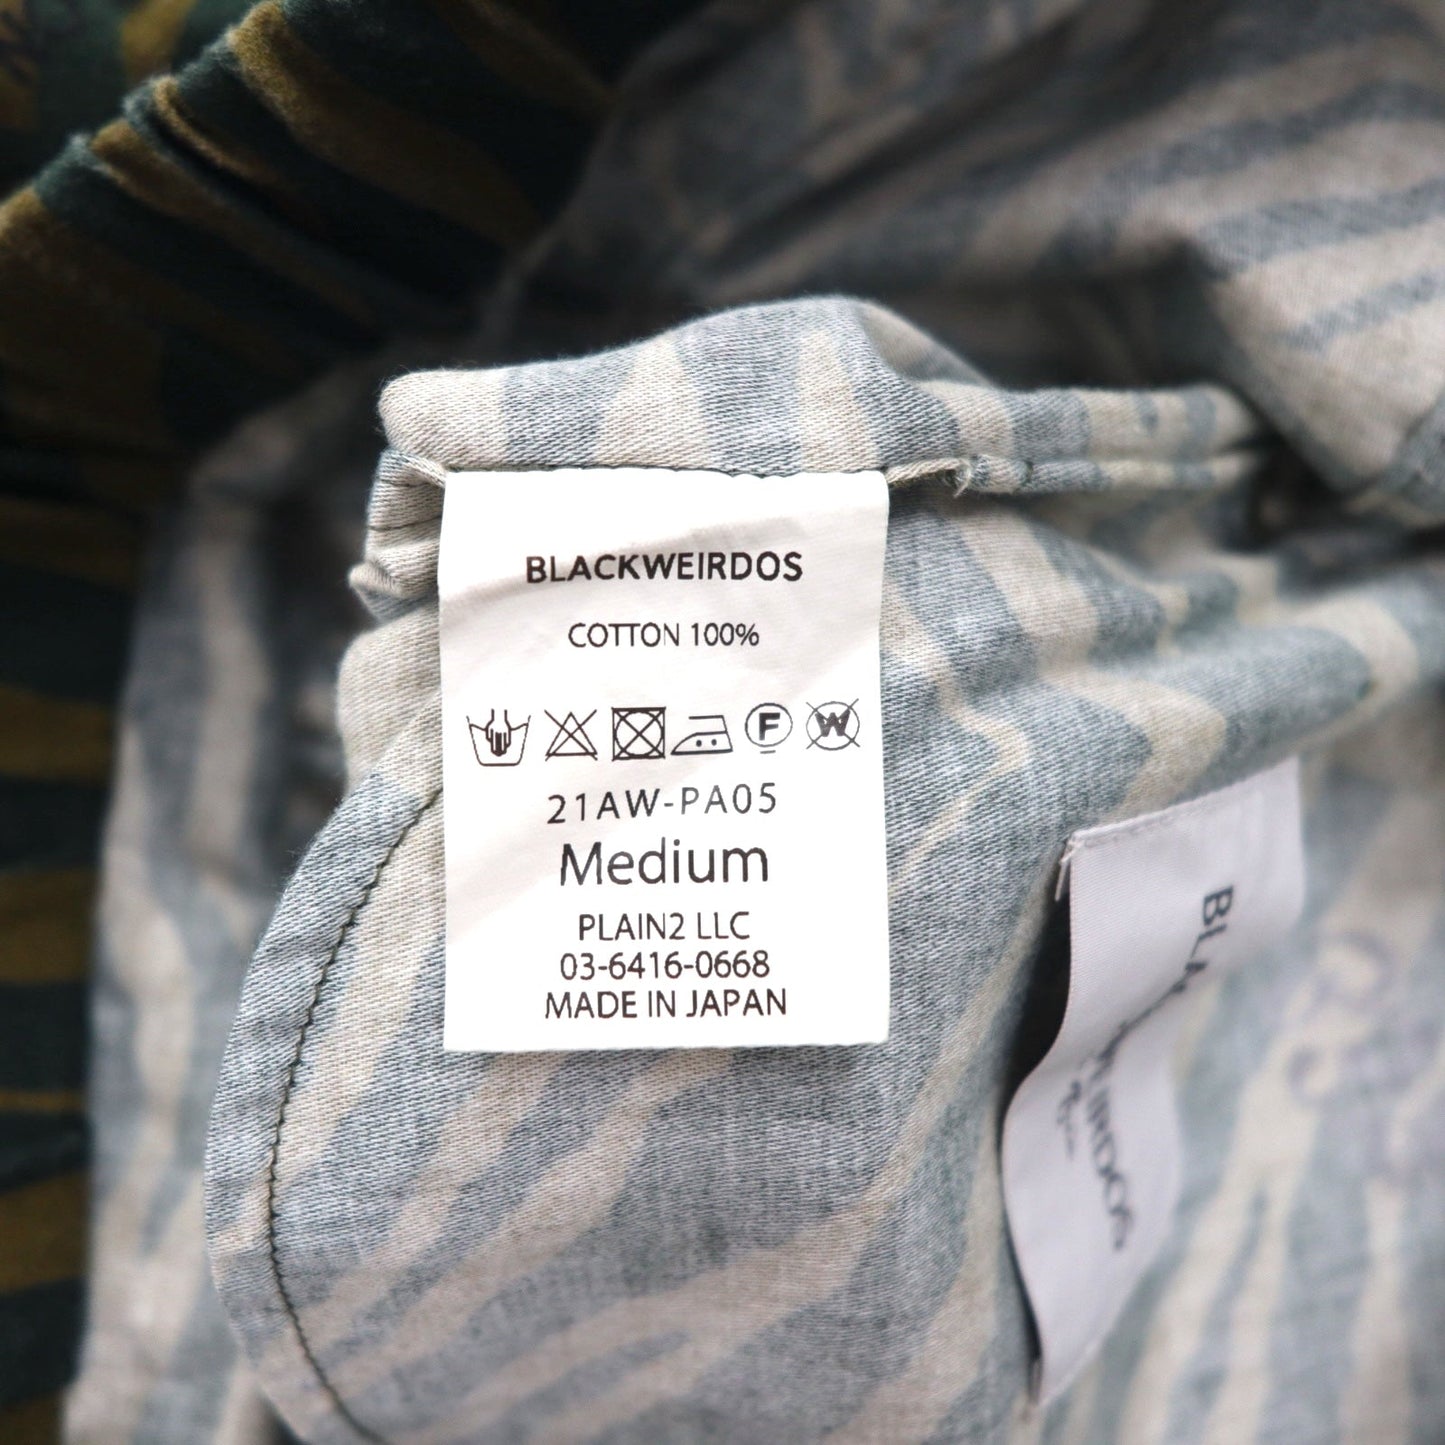 BLACKWEIRDOS
COTTON 100%
F W
21AW-PA05
Medium
PLAIN2 LLC
03-6416-0668
MADE IN JAPAN